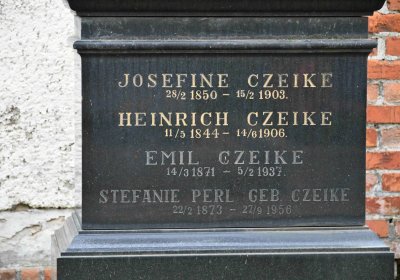 JOSEFINE CZEIKE
28/2 1850 – 15/2 1903.
HEINRICH CZEIKE
11/5 1844 – 14/6 1906.
EMIL CZEIKE
14/3 1871 – 5/2 1937.
STEFANIE PERL GEB. CZEIKE
22/2 1873 – 27/9 1956.